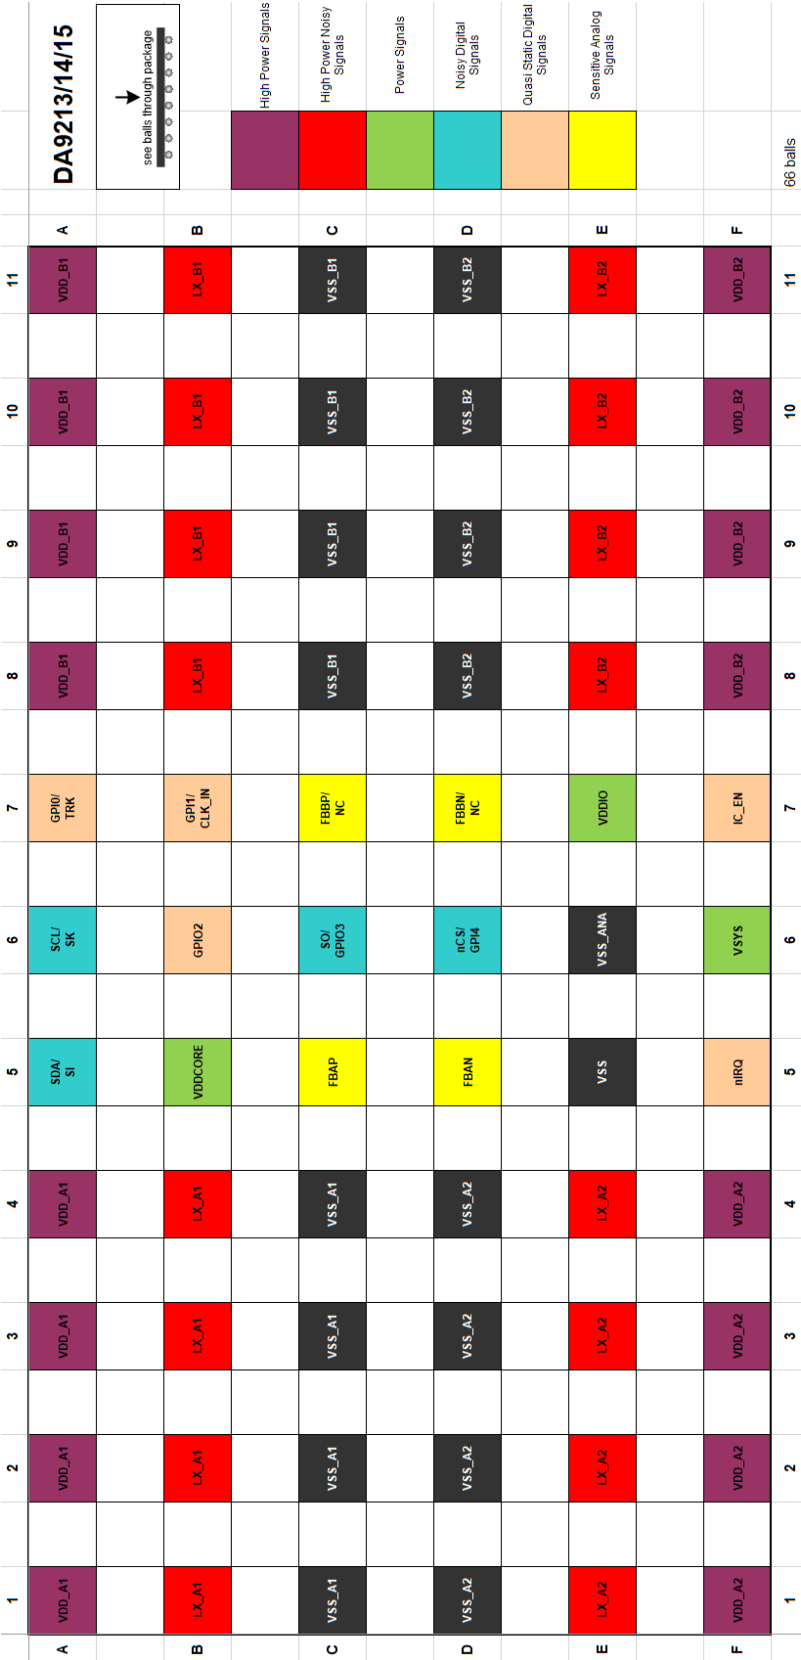 1 2 3 4 5 6 7 8 9 10 11
A VDD_A1 VDD_A1 VDD_A1 VDD_A1 SDA/ SI SCL/ SK GPI0/ TRK VDD_B1 VDD_B1 VDD_B1 VDD_B1 A
B LX_A1 LX_A1 LX_A1 LX_A1 VDDCORE GPIO2 GPI1/ CLK_IN LX_B1 LX_B1 LX_B1 LX_B1 B
C VSS_A1 VSS_A1 VSS_A1 VSS_A1 FBAP SO/ GPIO3 FBBP/ NC VSS_B1 VSS_B1 VSS_B1 VSS_B1 C
D VSS_A2 VSS_A2 VSS_A2 VSS_A2 FBAN nCS/ GPI4 FBBN/ NC VSS_B2 VSS_B2 VSS_B2 VSS_B2 D
E LX_A2 LX_A2 LX_A2 LX_A2 VSS VSS_ANA VDDIO LX_B2 LX_B2 LX_B2 LX_B2 E
F VDD_A2 VDD_A2 VDD_A2 VDD_A2 nIRQ VSYS IC_EN VDD_B2 VDD_B2 VDD_B2 VDD_B2 F
1 2 3 4 5 6 7 8 9 10 11
DA9213/14/15
see balls through package
High Power Signals
High Power Noisy
Signals
Power Signals
Noisy Digital
Signals
Quasi Static Digital
Signals
Sensitive Analog
Signals
66 balls